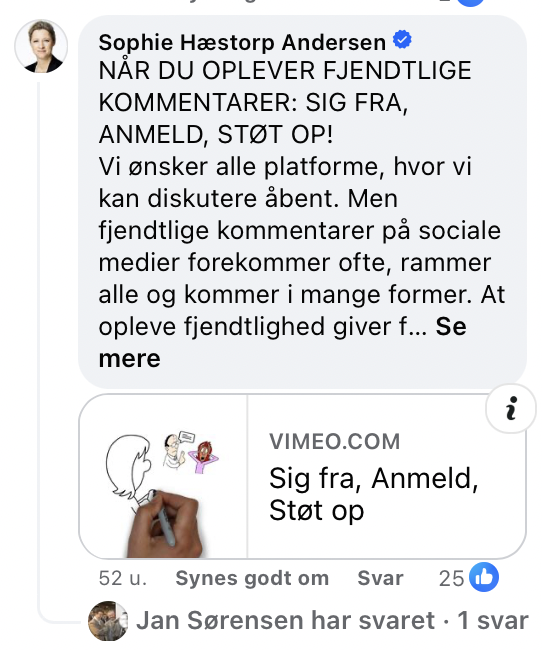 Sophie Hæstorp Andersen
NÅR DU OPLEVER FJENDTLIGE
KOMMENTARER: SIG FRA,
ANMELD, STØT OP!
Vi ønsker alle platforme, hvor vi
kan diskutere åbent. Men
fjendtlige kommentarer på sociale
medier forekommer ofte, rammer
alle og kommer i mange former. At
opleve fjendtlighed giver f... Se
mere
VIMEO.COM
Sig fra, Anmeld,
Støt op
52 u. Synes godt om Svar 25
Jan Sørensen har svaret · 1 svar